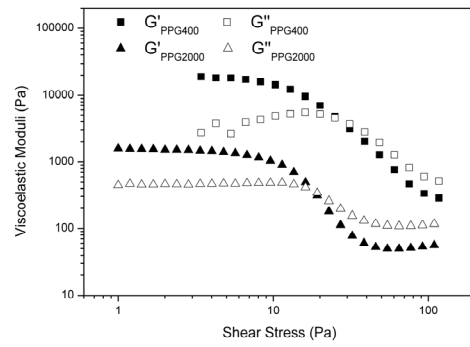 ■ G'PPG400 □ G''PPG400
▲ G'PPG2000 △ G''PPG2000
100000
10000
1000
100
10
Viscoelastic Moduli (Pa)
1 10 100
Shear Stress (Pa)